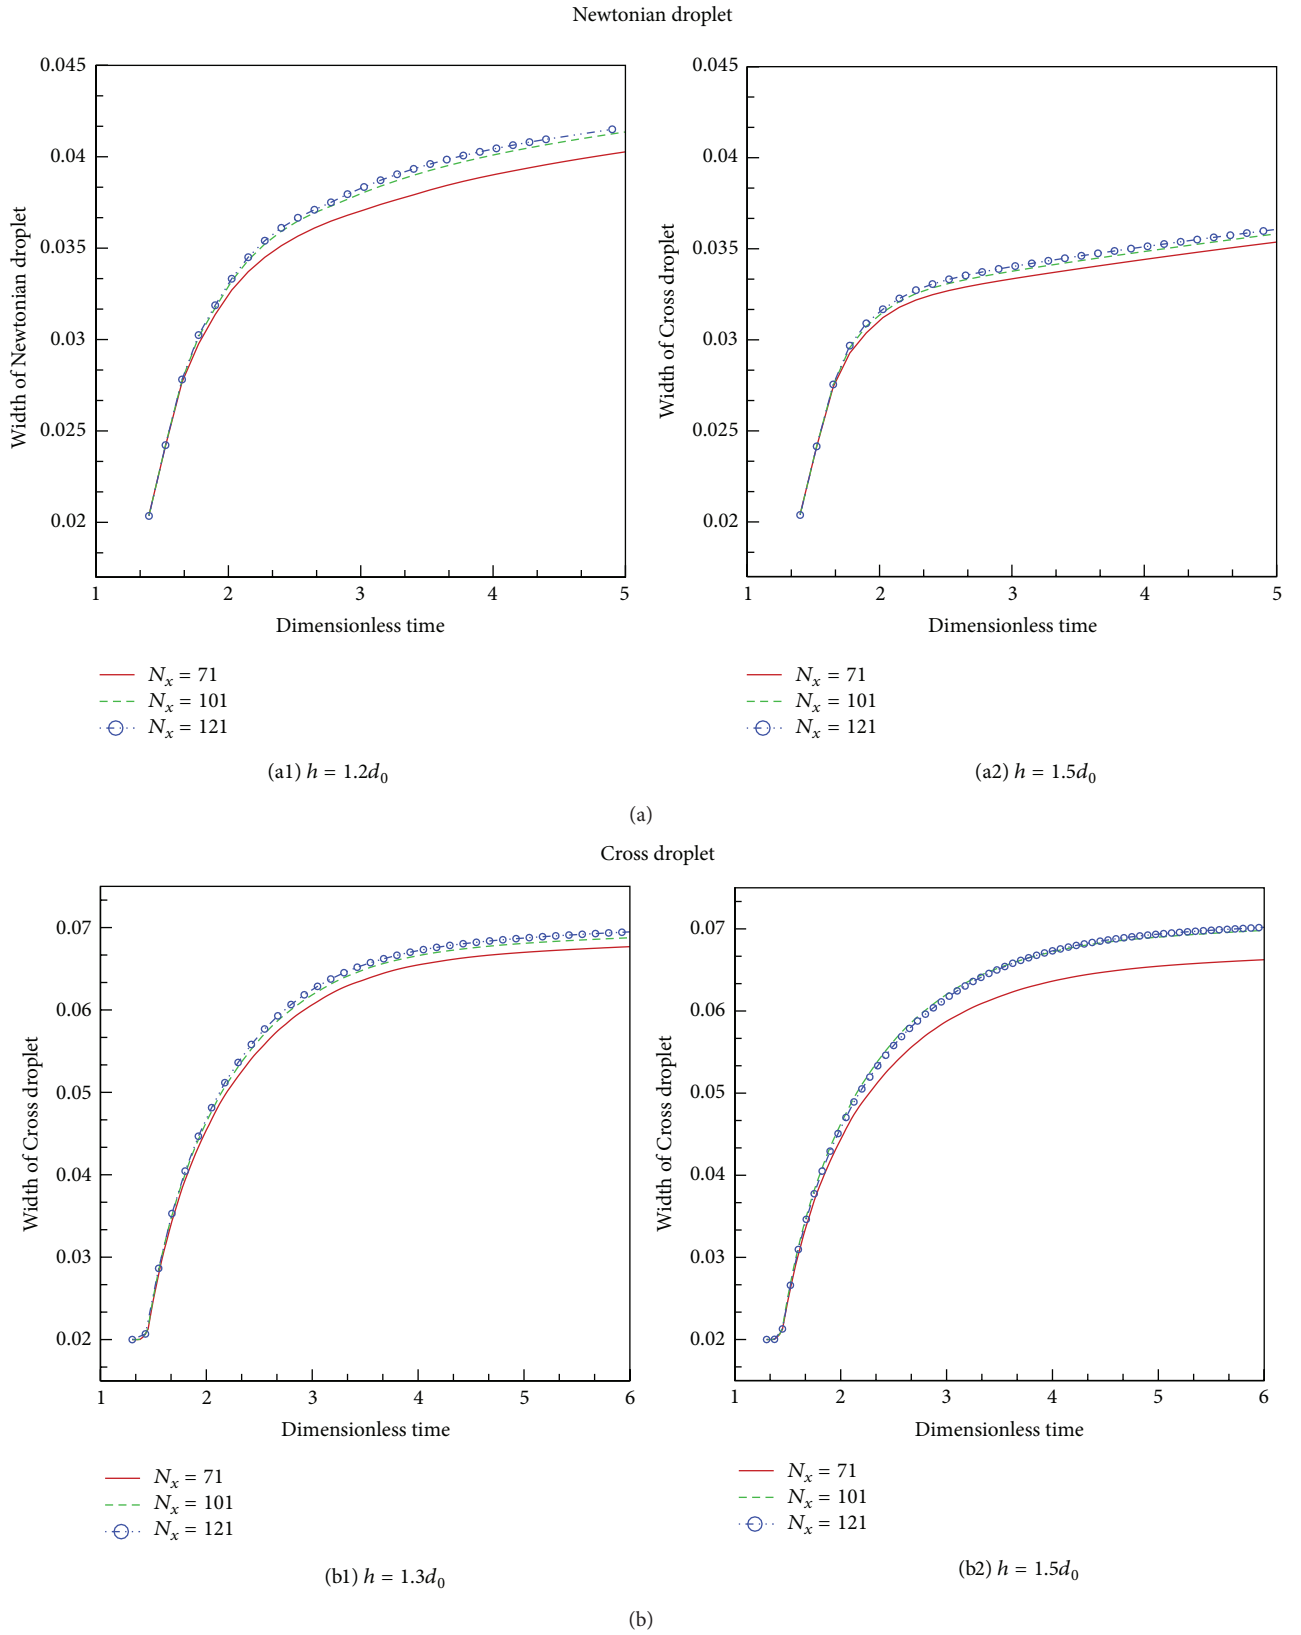 Newtonian droplet
0.045
0.04
0.035
0.03
0.025
0.02
Width of Newtonian droplet
1 2 3 4 5
Dimensionless time
N_x = 71
N_x = 101
N_x = 121
(a1) h = 1.2d_0
0.045
0.04
0.035
0.03
0.025
0.02
Width of Cross droplet
1 2 3 4 5
Dimensionless time
N_x = 71
N_x = 101
N_x = 121
(a2) h = 1.5d_0
(a)
Cross droplet
0.07
0.06
0.05
0.04
0.03
0.02
Width of Cross droplet
1 2 3 4 5 6
Dimensionless time
N_x = 71
N_x = 101
N_x = 121
(b1) h = 1.3d_0
0.07
0.06
0.05
0.04
0.03
0.02
Width of Cross droplet
1 2 3 4 5 6
Dimensionless time
N_x = 71
N_x = 101
N_x = 121
(b2) h = 1.5d_0
(b)